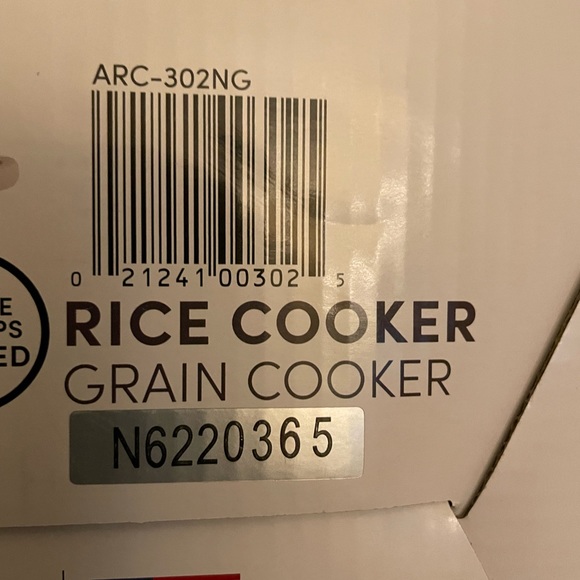 ARC-302NG
0 21241 00302 5
RICE COOKER
GRAIN COOKER
N6220365